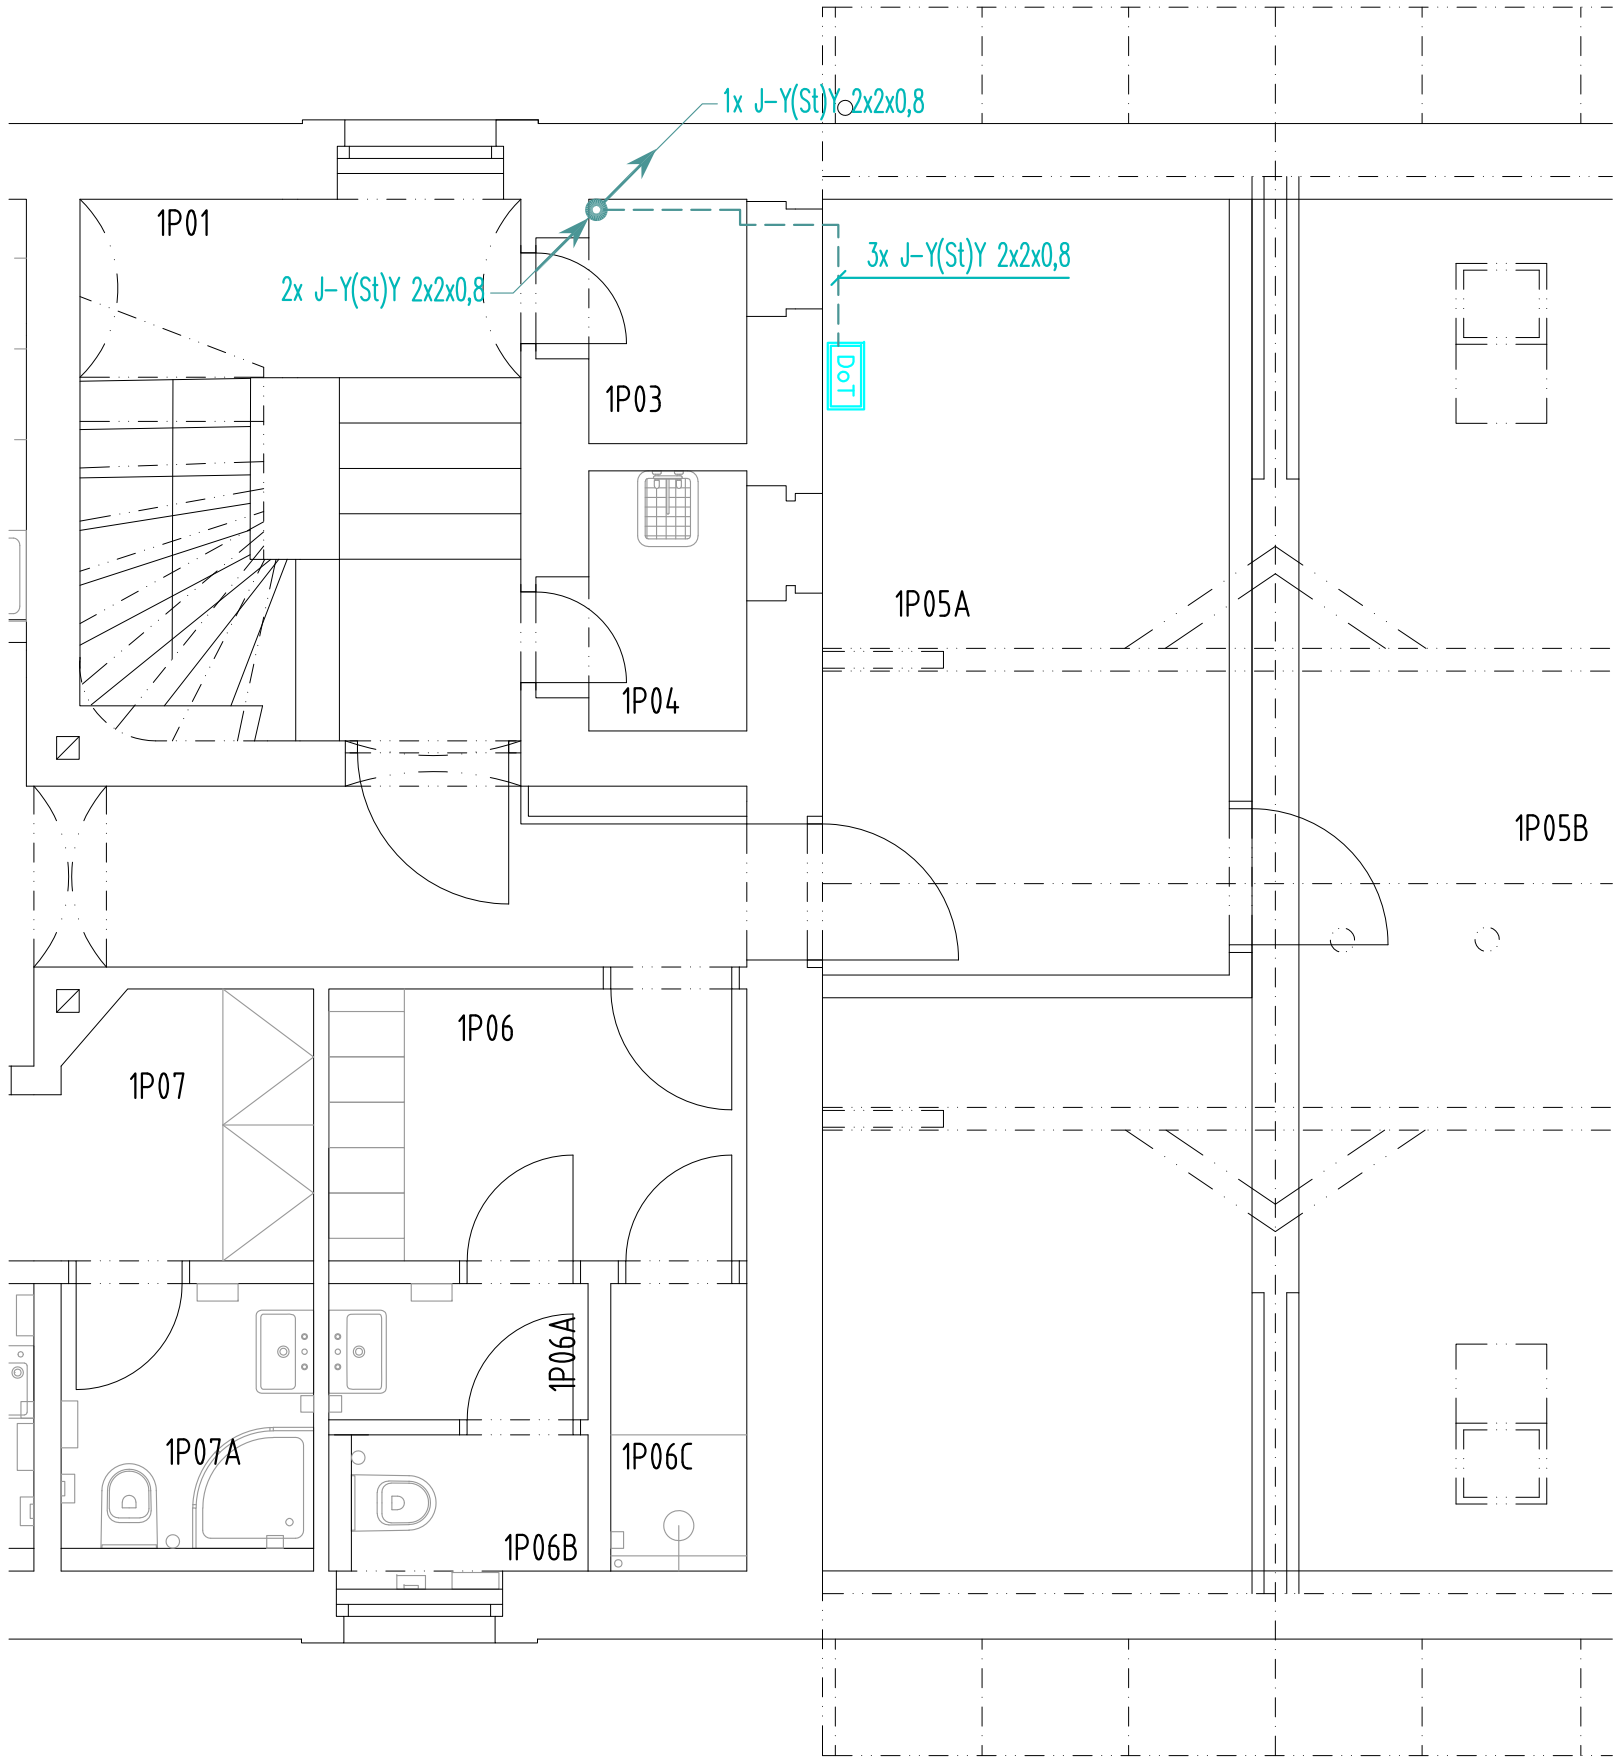 1x J-Y(St)Y 2x2x0,8
1P01
3x J-Y(St)Y 2x2x0,8
2x J-Y(St)Y 2x2x0,8
DoT
1P03
1P05A
1P04
1P05B
1P06
1P07
1P06A
1P07A
1P06C
1P06B